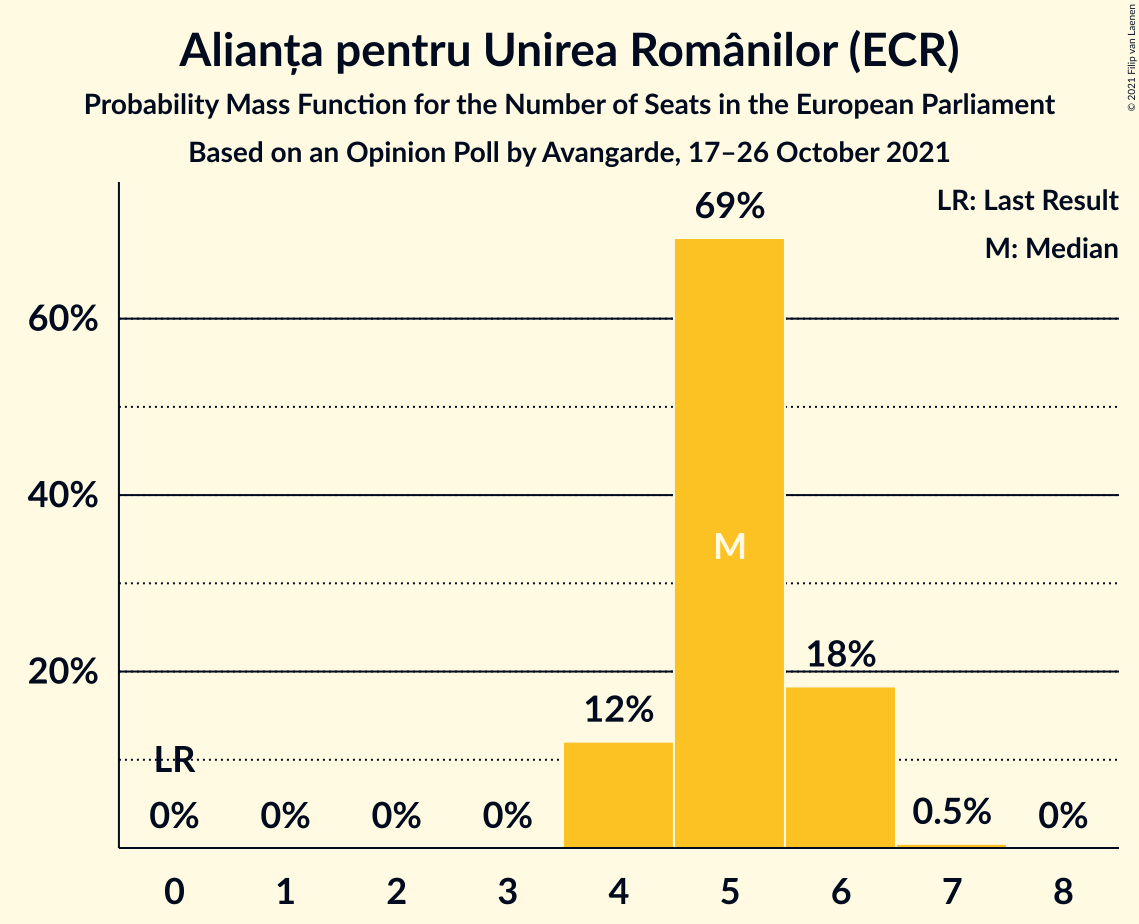 Alianța pentru Unirea Românilor (ECR)
Probability Mass Function for the Number of Seats in the European Parliament
Based on an Opinion Poll by Avangarde, 17–26 October 2021
© 2021 Filip van Laenen
LR: Last Result
M: Median
69%
60%
40%
M
20%
18%
12%
LR
0% 0% 0% 0% 0.5% 0%
0 1 2 3 4 5 6 7 8